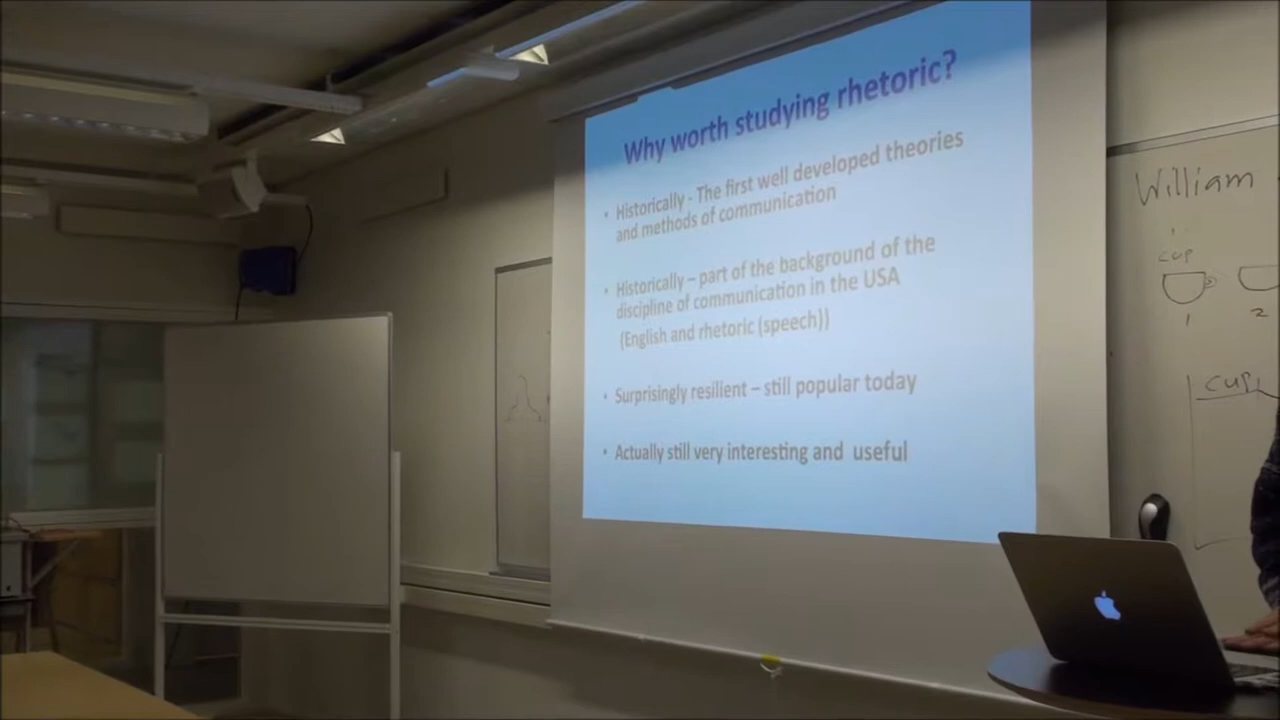 Why worth studying rhetoric?
• Historically - The first well developed theories
and methods of communication
• Historically – part of the background of the
discipline of communication in the USA
(English and rhetoric (speech))
• Surprisingly resilient – still popular today
• Actually still very interesting and useful
William
1
cup
1
2
cup